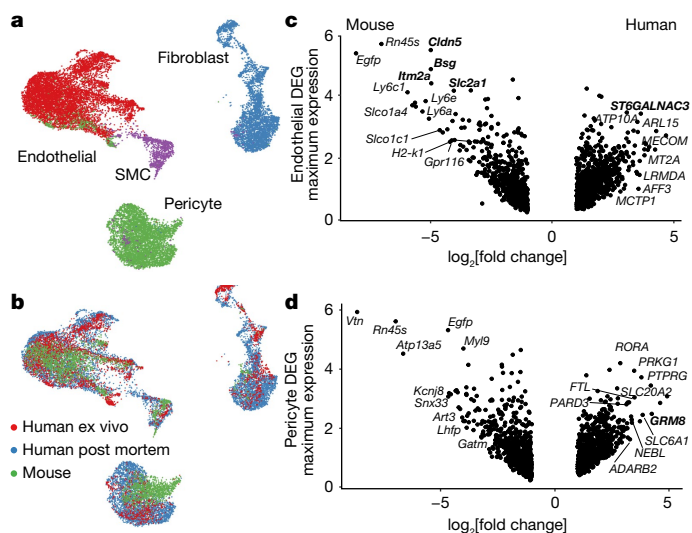 a
Fibroblast
Endothelial
SMC
Pericyte
b
Human ex vivo
Human post mortem
Mouse
c
Mouse
Human
Endothelial DEG
maximum expression
6
4
2
0
Rn45s
Egfp
Cldn5
Bsg
Itm2a
Slc2a1
Ly6c1
Ly6e
Slco1a4
Ly6a
Slco1c1
H2-k1
Gpr116
ST6GALNAC3
ATP10A
ARL15
MECOM
MT2A
LRMDA
AFF3
MCTP1
−5
0
5
log2[fold change]
d
Pericyte DEG
maximum expression
6
4
2
0
Vtn
Rn45s
Egfp
Atp13a5
Myl9
Kcnj8
Snx33
Art3
Lhfp
Gatm
RORA
PRKG1
PTPRG
FTL
SLC20A2
PARD3
GRM8
SLC6A1
NEBL
ADARB2
−5
0
5
log2[fold change]